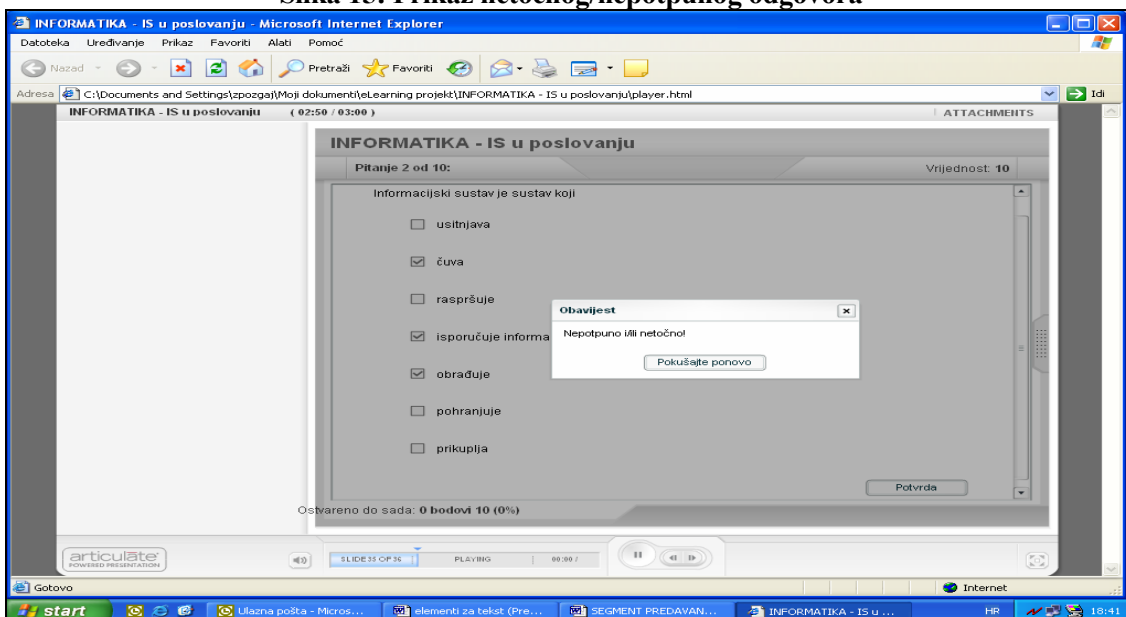 Slika 15: Prikaz netočnog/nepotpunog odgovora
INFORMATIKA - IS u poslovanju - Microsoft Internet Explorer
Datoteka Uređivanje Prikaz Favoriti Alati Pomoć
Nazad Pretraži Favoriti
Adresa C:\Documents and Settings\zpozgaj\Moji dokumenti\eLearning projekt\INFORMATIKA - IS u poslovanju\player.html Idi
INFORMATIKA - IS u poslovanju ( 02:50 / 03:00 ) ATTACHMENTS
INFORMATIKA - IS u poslovanju
Pitanje 2 od 10: Vrijednost: 10
Informacijski sustav je sustav koji
usitnjava
čuva
raspršuje
Obavijest
Nepotpuno i/ili netočno!
isporučuje informa
Pokušajte ponovo
obrađuje
pohranjuje
prikuplja
Potvrda
Ostvareno do sada: 0 bodovi 10 (0%)
articulate
POWERED PRESENTATION
SLIDE 35 OF 36 PLAYING 00:00 /
Gotovo Internet
start Ulazna pošta - Micros... elementi za tekst (Pre... SEGMENT PREDAVAN... INFORMATIKA - IS u ... HR 18:41